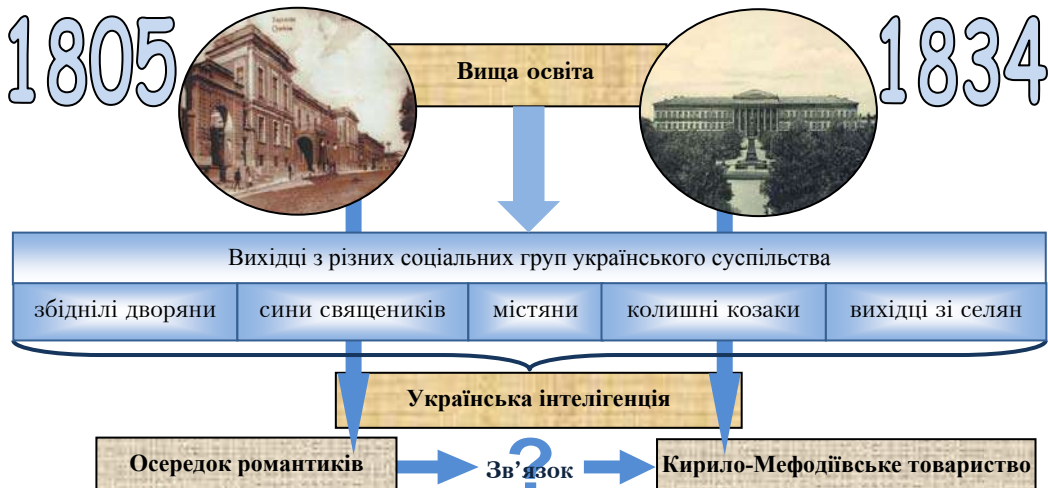 1805
Вища освіта
1834
Вихідці з різних соціальних груп українського суспільства
збіднілі дворяни
сини священиків
містяни
колишні козаки
вихідці зі селян
Українська інтелігенція
Осередок романтиків
?
Зв’язок
Кирило-Мефодіївське товариство